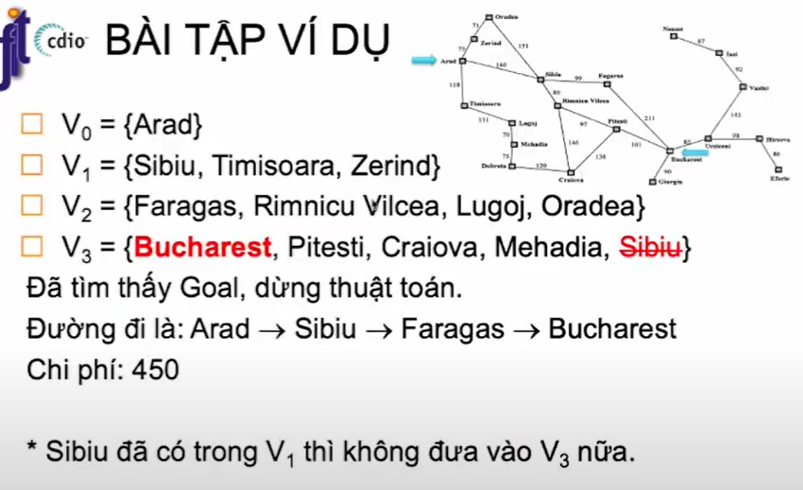 cdio
BÀI TẬP VÍ DỤ
V₀ = {Arad}
V₁ = {Sibiu, Timisoara, Zerind}
V₂ = {Faragas, Rimnicu Vilcea, Lugoj, Oradea}
V₃ = {Bucharest, Pitesti, Craiova, Mehadia, Sibiu}
Đã tìm thấy Goal, dừng thuật toán.
Đường đi là: Arad → Sibiu → Faragas → Bucharest
Chi phí: 450
* Sibiu đã có trong V₁ thì không đưa vào V₃ nữa.
Oradea
71
Neamt
87
Zerind
151
Iasi
75
Arad
140
92
Sibiu
99
Fagaras
118
80
Vaslui
Timisoara
Rimnicu Vilcea
111
Lugoj
97
Pitesti
211
142
70
98
Hirsova
Mehadia
146
101
85
Urziceni
75
138
Bucharest
86
Dobreta
120
90
Craiova
Giurgiu
Eforie